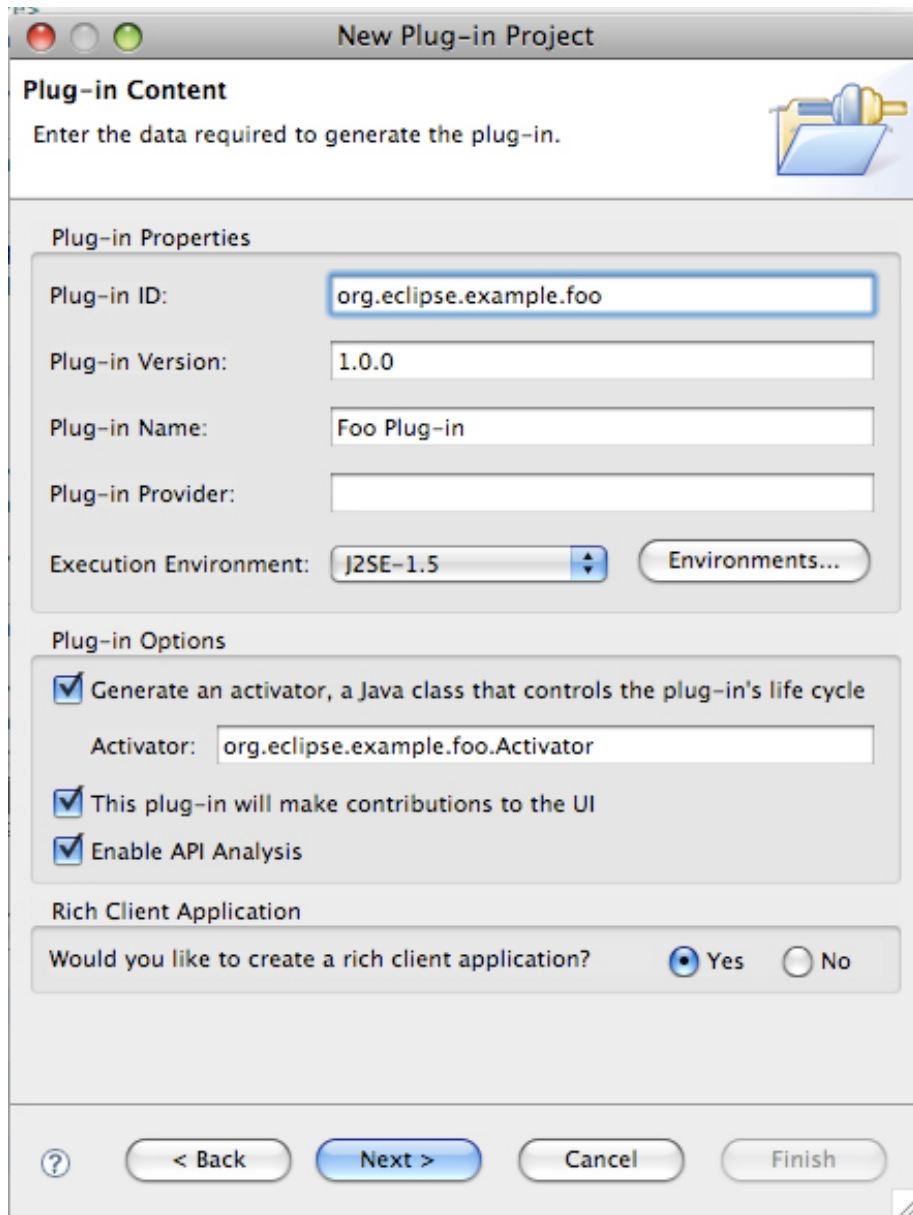 New Plug-in Project
Plug-in Content
Enter the data required to generate the plug-in.
Plug-in Properties
Plug-in ID: org.eclipse.example.foo
Plug-in Version: 1.0.0
Plug-in Name: Foo Plug-in
Plug-in Provider:
Execution Environment: J2SE-1.5 Environments...
Plug-in Options
Generate an activator, a Java class that controls the plug-in's life cycle
Activator: org.eclipse.example.foo.Activator
This plug-in will make contributions to the UI
Enable API Analysis
Rich Client Application
Would you like to create a rich client application? Yes No
? < Back Next > Cancel Finish